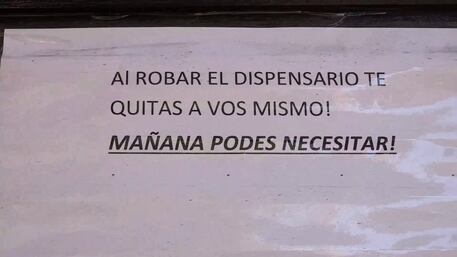 Al ROBAR EL DISPENSARIO TE
QUITAS A VOS MISMO!
MAÑANA PODES NECESITAR!